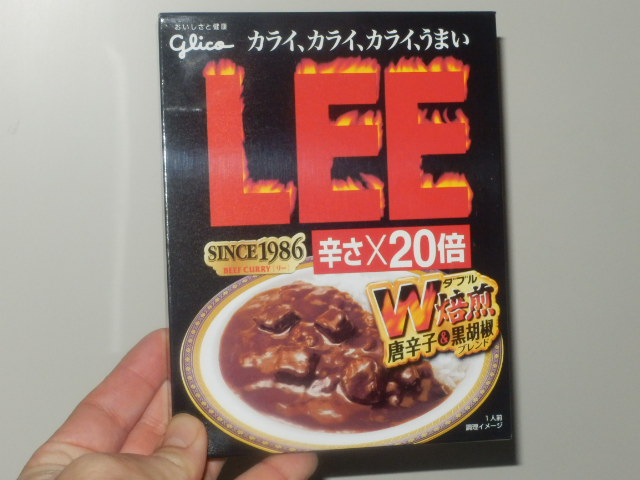 おいしさと健康
glico
カライ、カライ、カライ、うまい
LEE
SINCE1986
BEEF CURRY リー
辛さ×20倍
ダブル
W焙煎
唐辛子&黒胡椒
ブレンド
1人前
調理イメージ